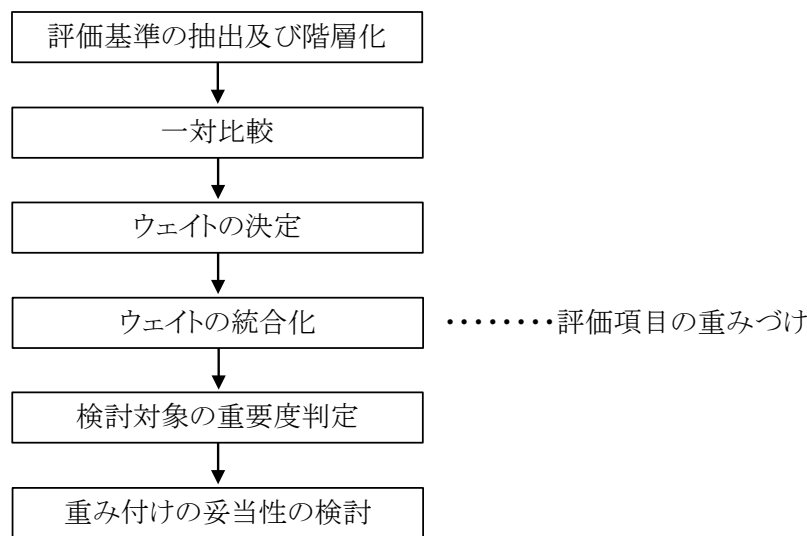 評価基準の抽出及び階層化
一対比較
ウェイトの決定
ウェイトの統合化 ・・・・・・・・評価項目の重みづけ
検討対象の重要度判定
重み付けの妥当性の検討